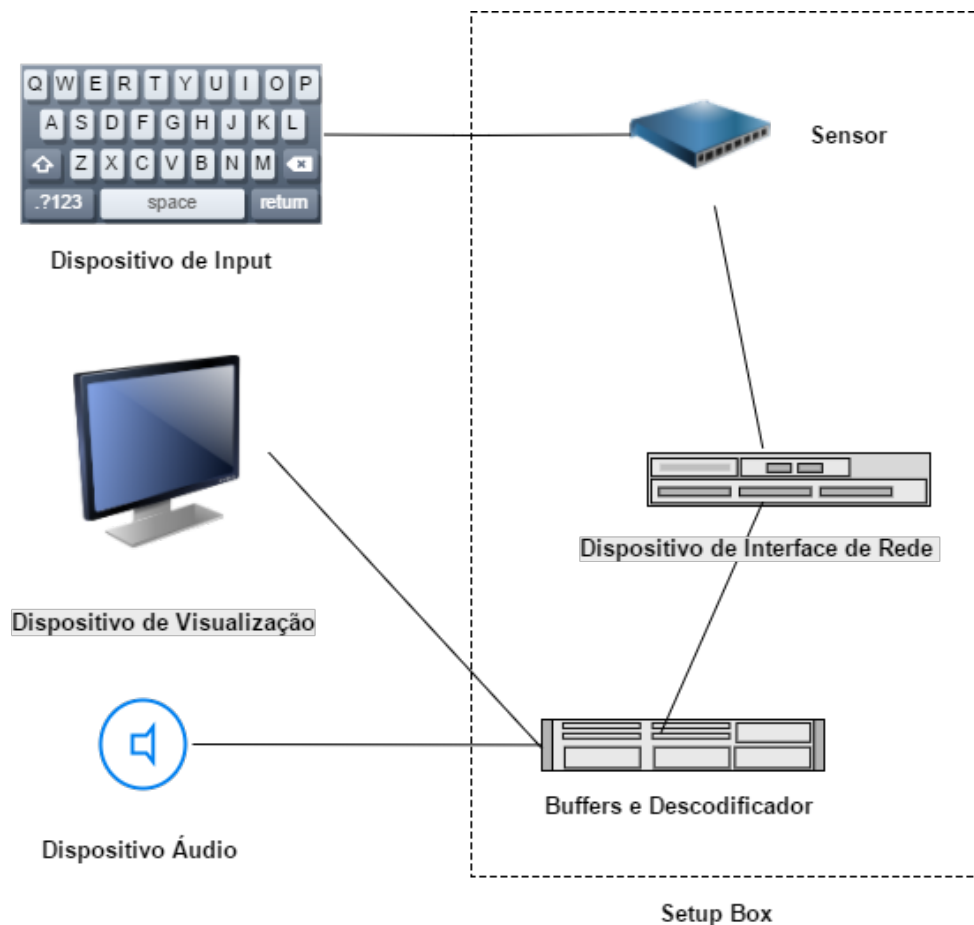 Q W E R T Y U I O P
A S D F G H J K L
Z X C V B N M
.?123 space return
Sensor
Dispositivo de Input
Dispositivo de Interface de Rede
Dispositivo de Visualização
Buffers e Descodificador
Dispositivo Áudio
Setup Box